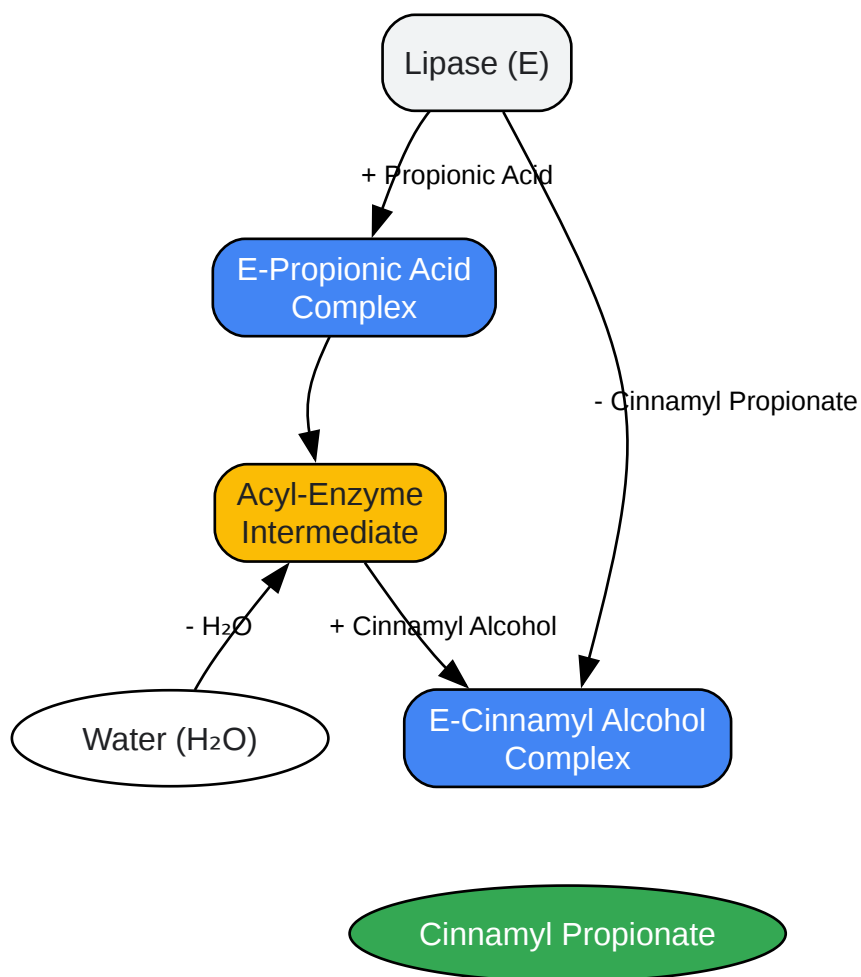 Lipase (E)
+ Propionic Acid
E-Propionic Acid
Complex
- Cinnamyl Propionate
Acyl-Enzyme
Intermediate
- H₂O
+ Cinnamyl Alcohol
Water (H₂O)
E-Cinnamyl Alcohol
Complex
Cinnamyl Propionate